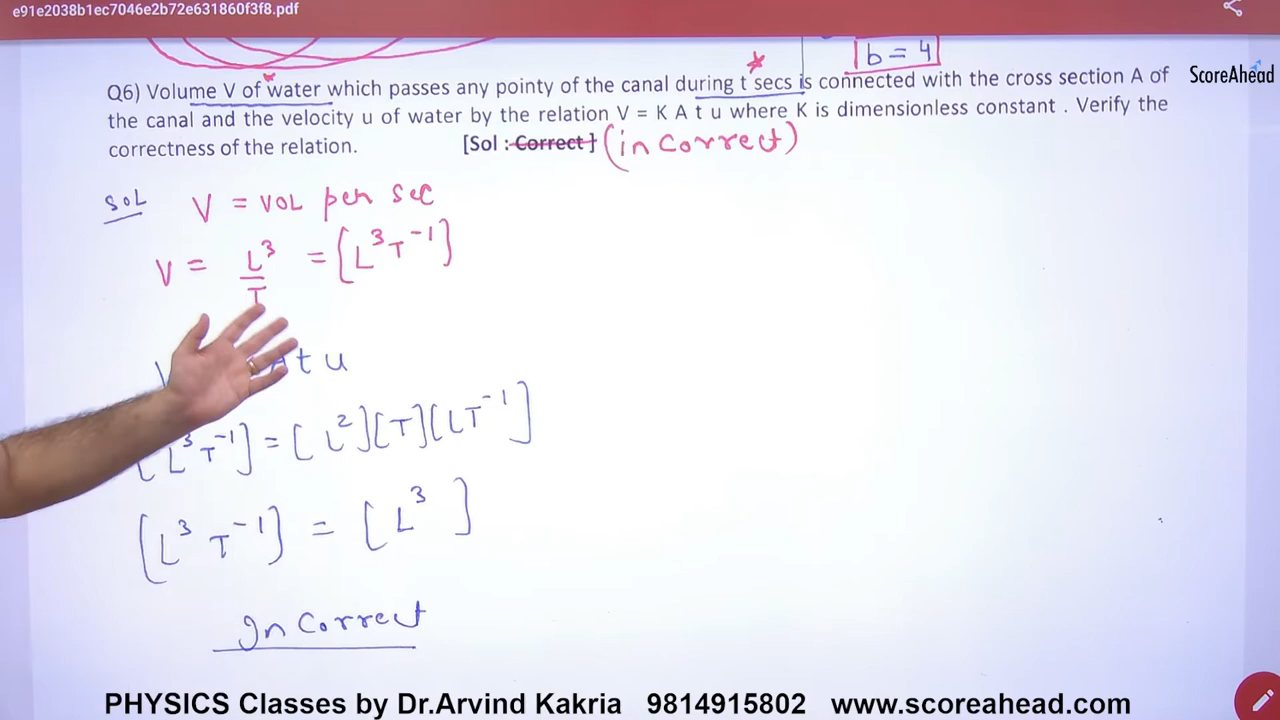 e91e2038b1ec7046e2b72e631860f3f8.pdf
b = 4
Q6) Volume V of water which passes any pointy of the canal during t secs is connected with the cross section A of
the canal and the velocity u of water by the relation V = K A t u where K is dimensionless constant . Verify the
correctness of the relation. [Sol : Correct ] (in correct)
ScoreAhead
SOL V = VOL per sec
V = L³/T = [L³ T⁻¹]
A t u
[L³ T⁻¹] = [L²][T][LT⁻¹]
[L³ T⁻¹] = [L³ ]
In Correct
PHYSICS Classes by Dr.Arvind Kakria 9814915802 www.scoreahead.com